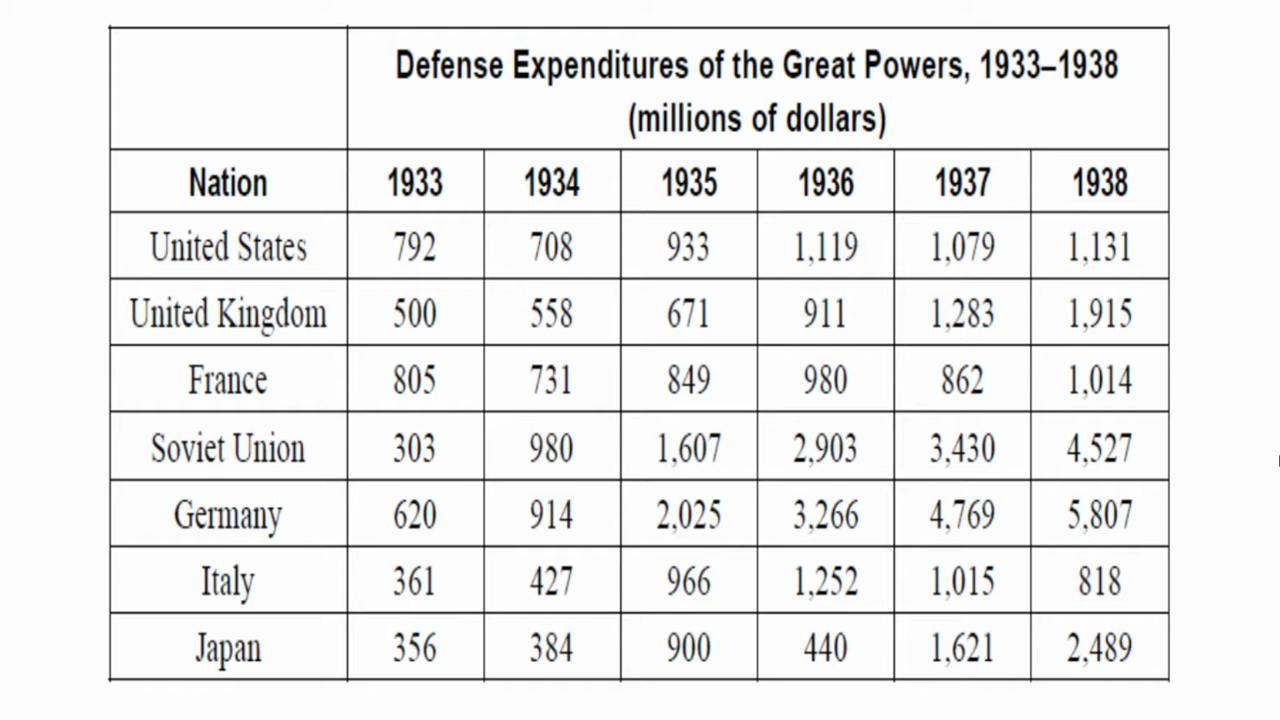 Defense Expenditures of the Great Powers, 1933–1938
(millions of dollars)
Nation 1933 1934 1935 1936 1937 1938
United States 792 708 933 1,119 1,079 1,131
United Kingdom 500 558 671 911 1,283 1,915
France 805 731 849 980 862 1,014
Soviet Union 303 980 1,607 2,903 3,430 4,527
Germany 620 914 2,025 3,266 4,769 5,807
Italy 361 427 966 1,252 1,015 818
Japan 356 384 900 440 1,621 2,489